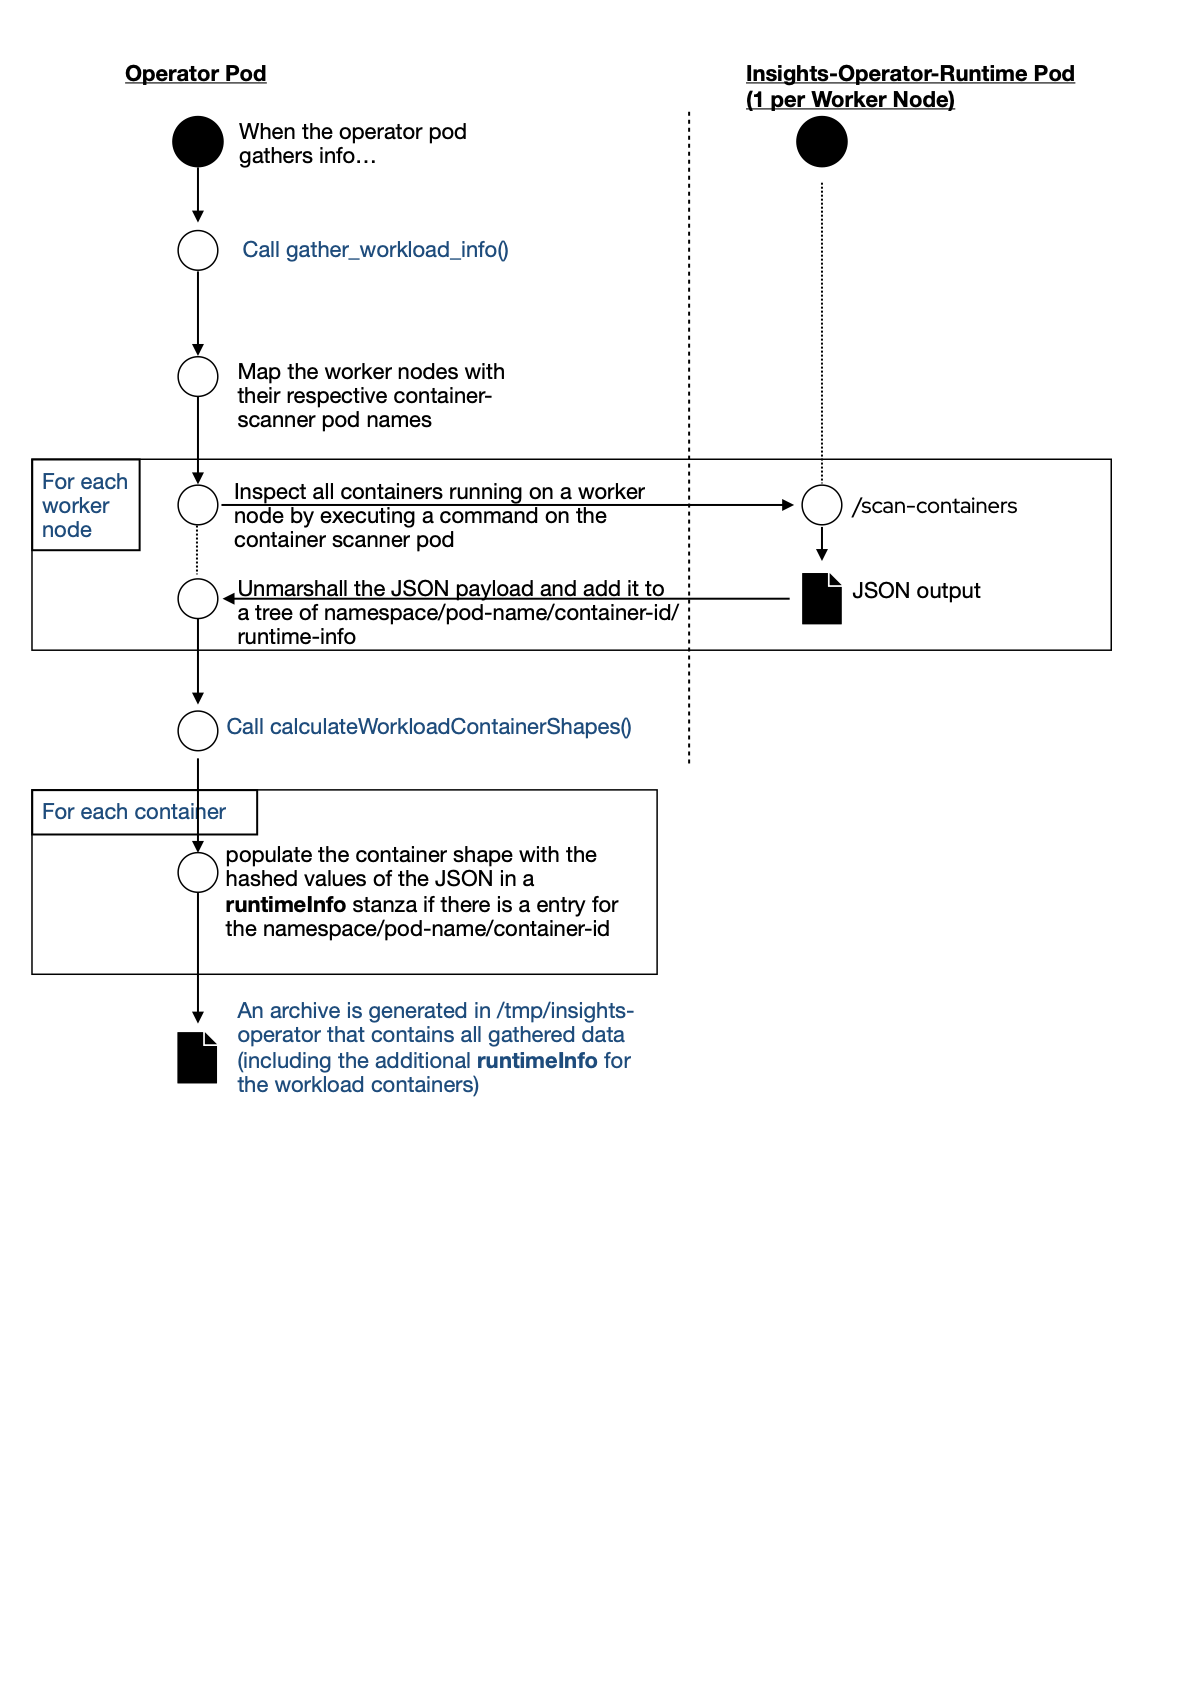 Operator Pod
Insights-Operator-Runtime Pod
(1 per Worker Node)
When the operator pod
gathers info…
Call gather_workload_info()
Map the worker nodes with
their respective container-
scanner pod names
For each
worker
node
Inspect all containers running on a worker
node by executing a command on the
container scanner pod
/scan-containers
Unmarshall the JSON payload and add it to
a tree of namespace/pod-name/container-id/
runtime-info
JSON output
Call calculateWorkloadContainerShapes()
For each container
populate the container shape with the
hashed values of the JSON in a
runtimeInfo stanza if there is a entry for
the namespace/pod-name/container-id
An archive is generated in /tmp/insights-
operator that contains all gathered data
(including the additional runtimeInfo for
the workload containers)